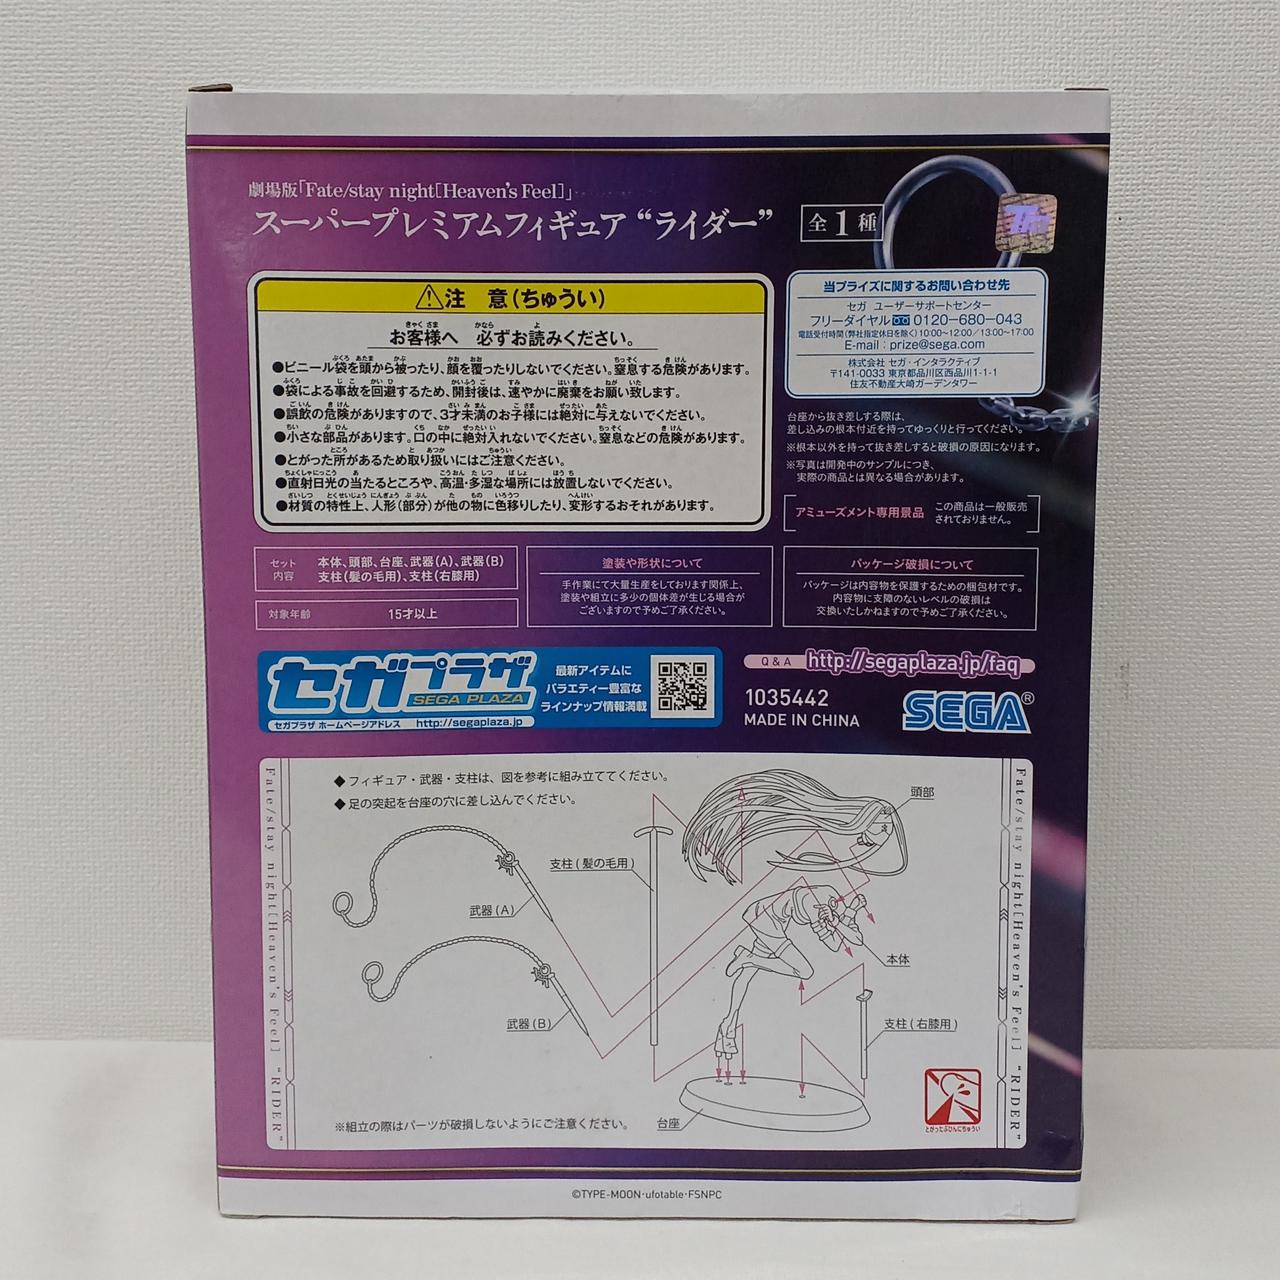 劇場版「Fate/stay night[Heaven's Feel]」
スーパープレミアムフィギュア “ライダー”
全1種
⚠注 意(ちゅうい)
お客様へ 必ずお読みください。
●ビニール袋を頭から被ったり、顔を覆ったりしないでください。窒息する危険があります。
●袋による事故を回避するため、開封後は、速やかに廃棄をお願い致します。
●誤飲の危険がありますので、3才未満のお子様には絶対に与えないでください。
●小さな部品があります。口の中に絶対入れないでください。窒息などの危険があります。
●とがった所があるため取り扱いにはご注意ください。
●直射日光の当たるところや、高温・多湿な場所には放置しないでください。
●材質の特性上、人形(部分)が他の物に色移りしたり、変形するおそれがあります。
当プライズに関するお問い合わせ先
セガ ユーザーサポートセンター
フリーダイヤル 0120-680-043
電話受付時間(弊社指定休日を除く)10:00~12:00/13:00~17:00
E-mail : prize@sega.com
株式会社 セガ・インタラクティブ
〒141-0033 東京都品川区西品川1-1-1
住友不動産大崎ガーデンタワー
台座から抜き差しする際は、
差し込みの根本付近を持ってゆっくりと行ってください。
※根本以外を持って抜き差しすると破損の原因になります。
※写真は開発中のサンプルにつき、
実際の商品とは異なる場合があります。
アミューズメント専用景品
この商品は一般販売
されておりません。
セット
内容
本体、頭部、台座、武器(A)、武器(B)
支柱(髪の毛用)、支柱(右膝用)
対象年齢 15才以上
塗装や形状について
手作業にて大量生産をしております関係上、
塗装や組立に多少の個体差が生じる場合が
ございますので予めご了承ください。
パッケージ破損について
パッケージは内容物を保護するための梱包材です。
内容物に支障のないレベルの破損は
交換いたしかねますので予めご了承ください。
セガプラザ
SEGA PLAZA
セガプラザ ホームページアドレス http://segaplaza.jp
最新アイテムに
バラエティー豊富な
ラインナップ情報満載
Q & A http://segaplaza.jp/faq
1035442
MADE IN CHINA
SEGA®
◆フィギュア・武器・支柱は、図を参考に組み立ててください。
◆足の突起を台座の穴に差し込んでください。
頭部
支柱(髪の毛用)
武器(A)
本体
武器(B)
支柱(右膝用)
台座
※組立の際はパーツが破損しないようにご注意ください。
とがったぶひんにちゅうい
Fate/stay night[Heaven's Feel] “RIDER”
Fate/stay night[Heaven's Feel] “RIDER”
©TYPE-MOON・ufotable・FSNPC